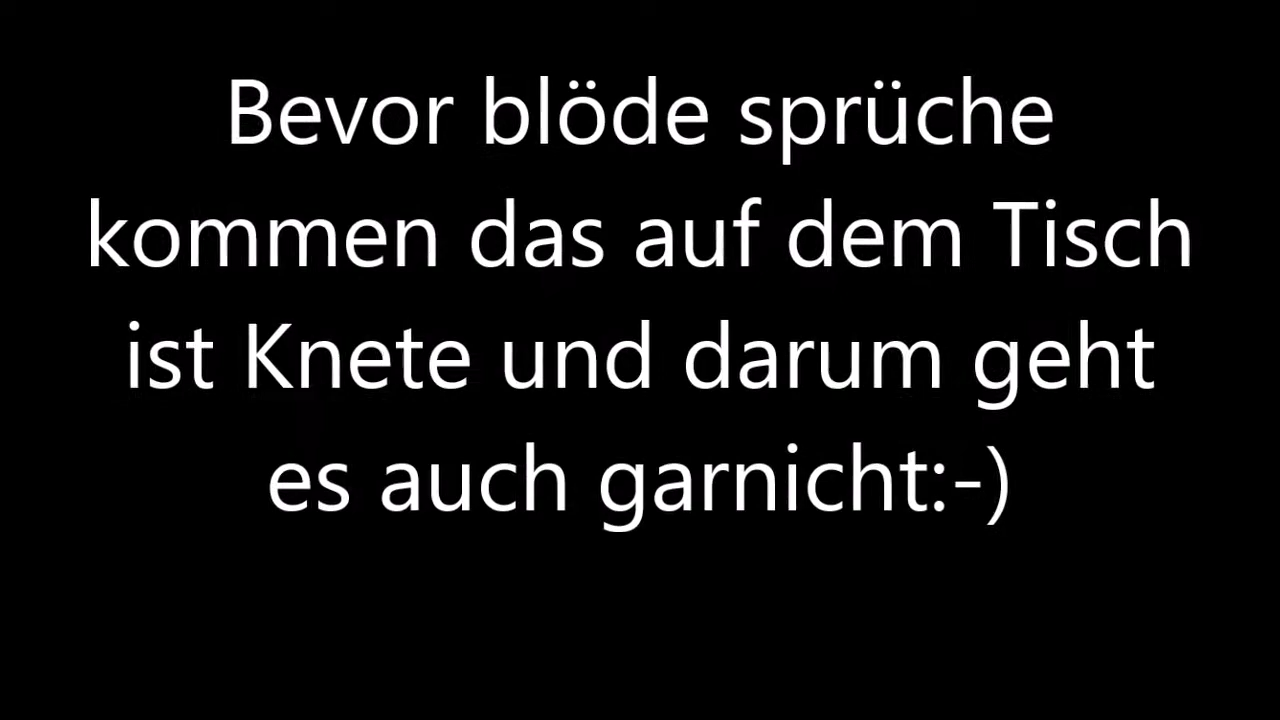 Bevor blöde sprüche
kommen das auf dem Tisch
ist Knete und darum geht
es auch garnicht:-)